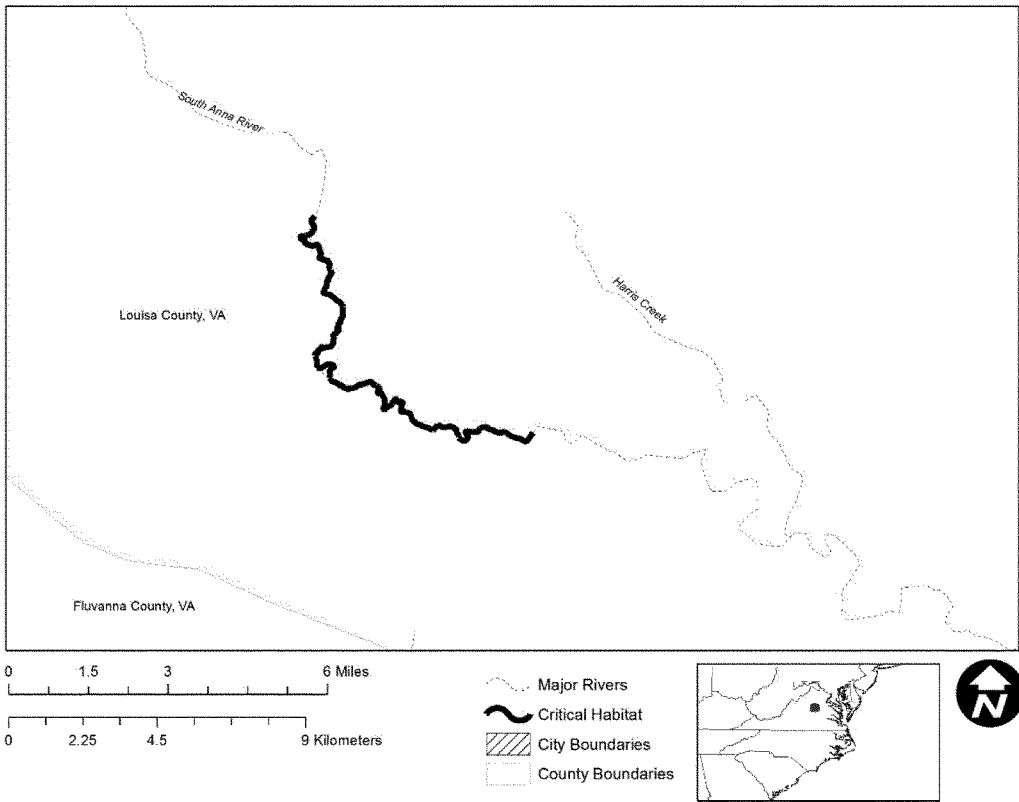 South Anna River
Harris Creek
Louisa County, VA
Fluvanna County, VA
0 1.5 3 6 Miles
0 2.25 4.5 9 Kilometers
Major Rivers
Critical Habitat
City Boundaries
County Boundaries
N